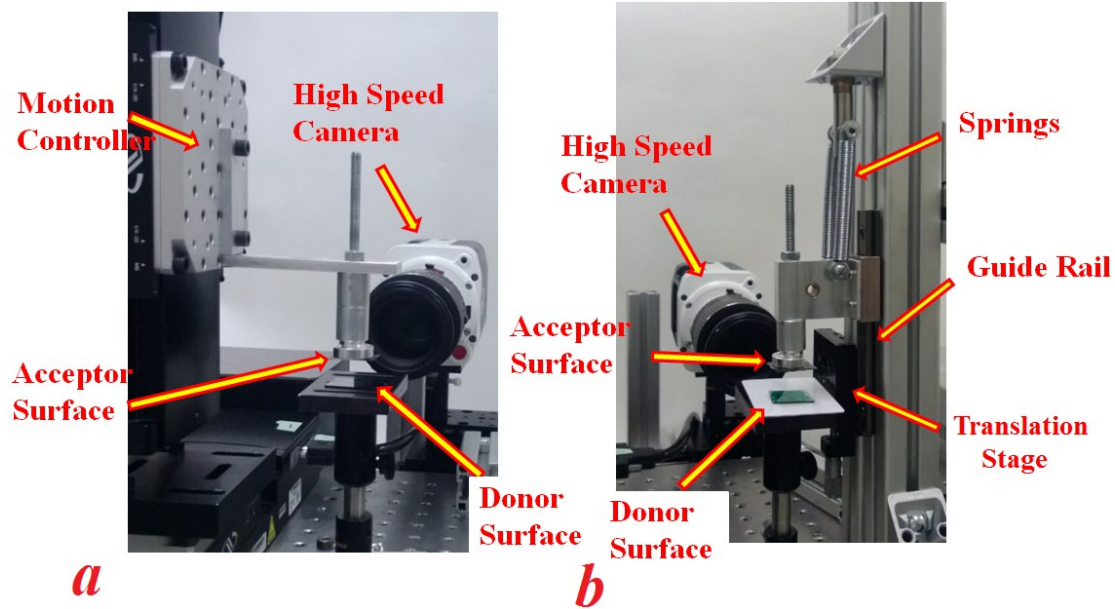 Motion
Controller
High Speed
Camera
Acceptor
Surface
Donor
Surface
a
High Speed
Camera
Springs
Guide Rail
Acceptor
Surface
Translation
Stage
Donor
Surface
b